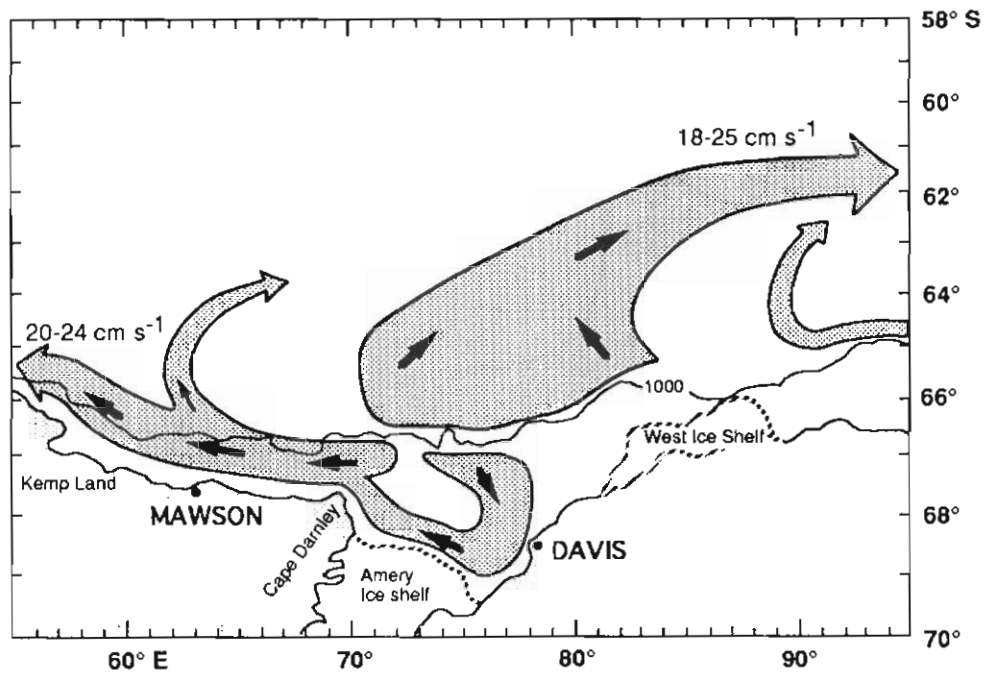 58° S
60°
18-25 cm s-1
62°
64°
20-24 cm s-1
1000
66°
West Ice Shelf
Kemp Land
MAWSON
68°
DAVIS
Cape Darnley
Amery
Ice shelf
70°
60° E
70°
80°
90°